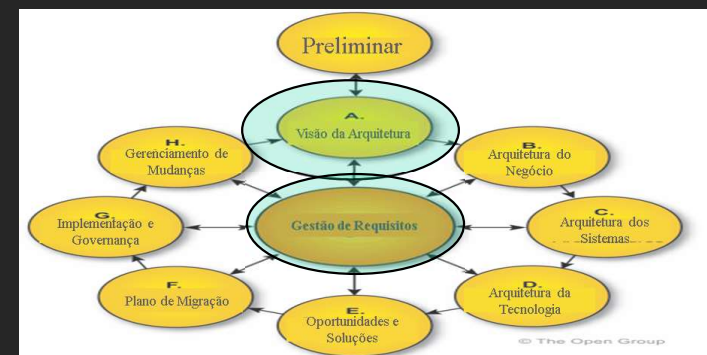 Preliminar
A.
Visão da Arquitetura
H.
Gerenciamento de
Mudanças
B.
Arquitetura do
Negócio
G.
Implementação e
Governança
Gestão de Requisitos
C.
Arquitetura dos
Sistemas
F.
Plano de Migração
D.
Arquitetura da
Tecnologia
E.
Oportunidades e
Soluções
© The Open Group